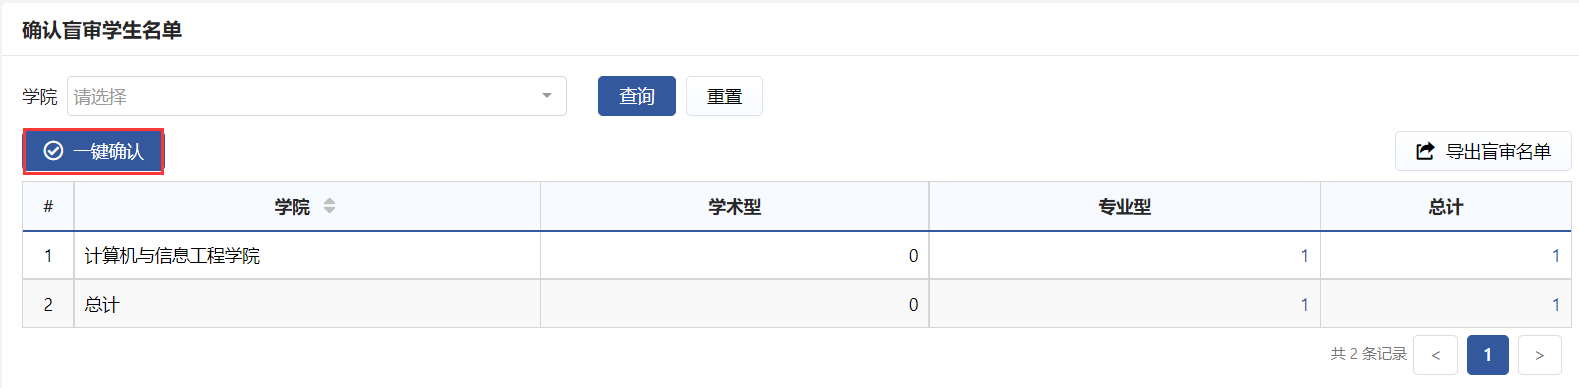 确认盲审学生名单
学院 请选择 查询 重置
一键确认 导出盲审名单
# 学院 学术型 专业型 总计
1 计算机与信息工程学院 0 1 1
2 总计 0 1 1
共 2 条记录 < 1 >